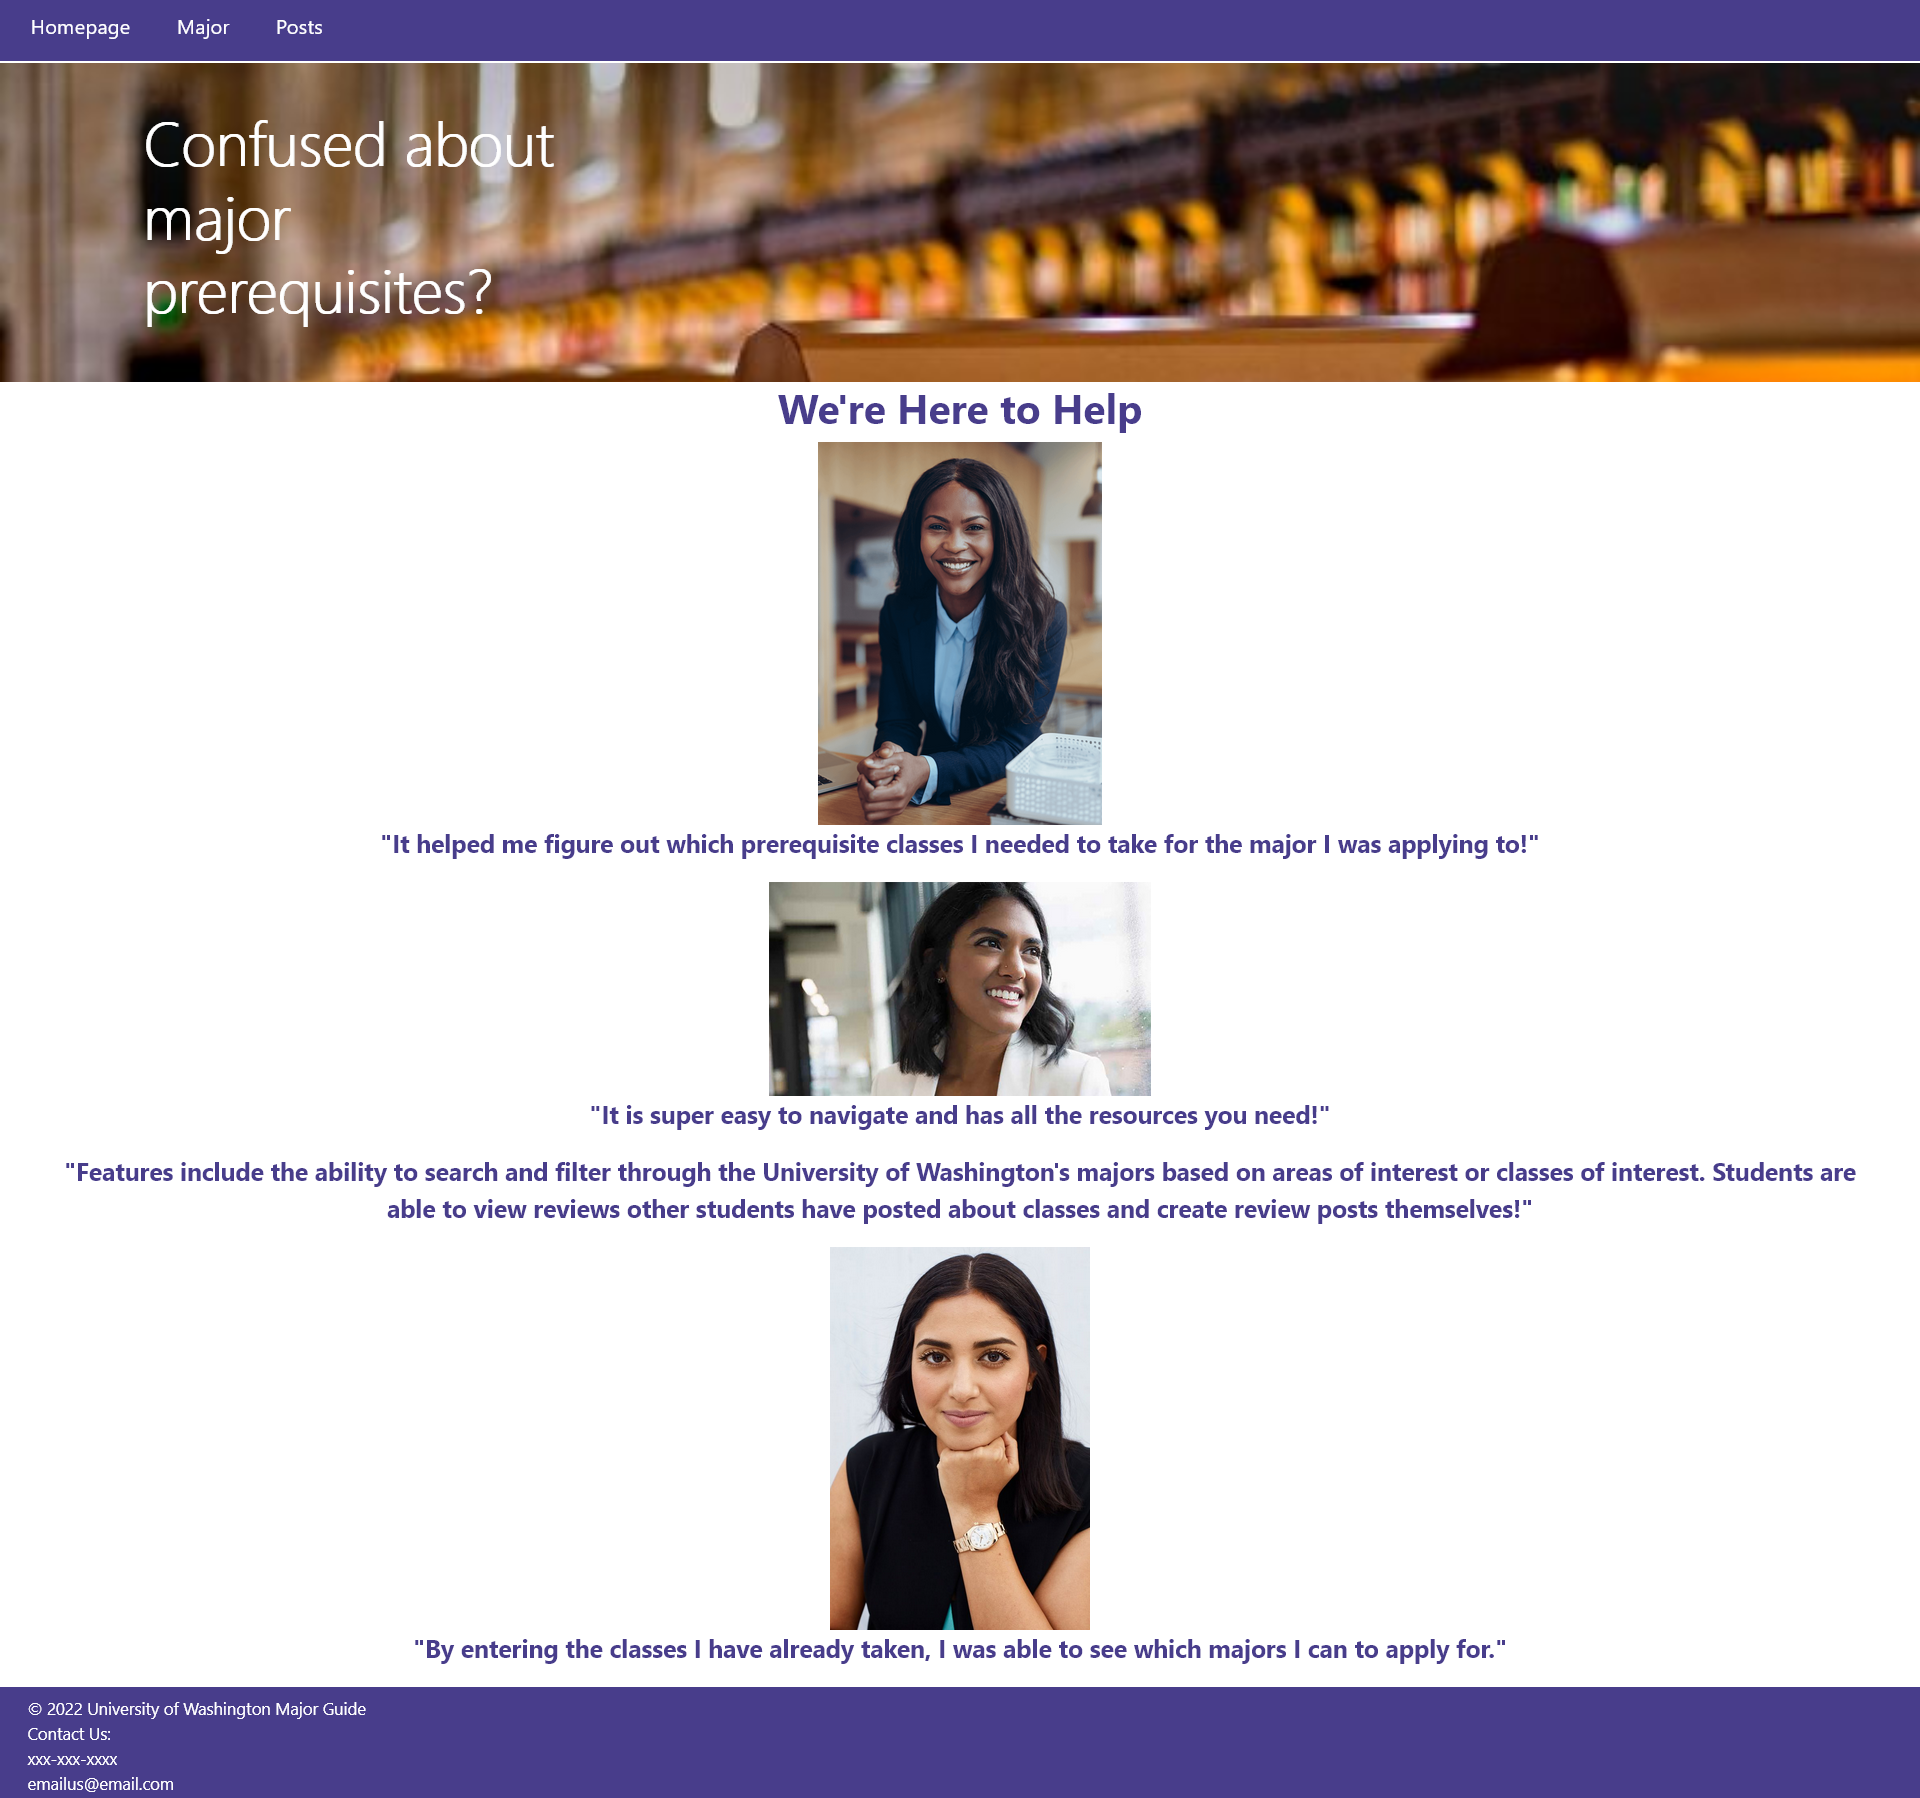 Homepage Major Posts
Confused about
major
prerequisites?
We're Here to Help
"It helped me figure out which prerequisite classes I needed to take for the major I was applying to!"
"It is super easy to navigate and has all the resources you need!"
"Features include the ability to search and filter through the University of Washington's majors based on areas of interest or classes of interest. Students are
able to view reviews other students have posted about classes and create review posts themselves!"
"By entering the classes I have already taken, I was able to see which majors I can to apply for."
© 2022 University of Washington Major Guide
Contact Us:
xxx-xxx-xxxx
emailus@email.com